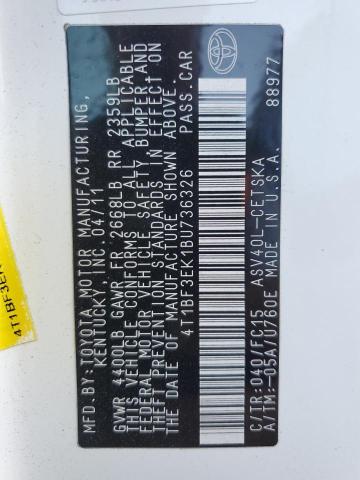 MFD.BY:TOYOTA MOTOR MANUFACTURING,
KENTUCKY,INC. 04/11
GVWR 4400LB GAWR FR 2668LB RR 2359LB
THIS VEHICLE CONFORMS TO ALL APPLICABLE
FEDERAL MOTOR VEHICLE SAFETY, BUMPER AND
THEFT PREVENTION STANDARDS IN EFFECT ON
THE DATE OF MANUFACTURE SHOWN ABOVE.
4T1BF3EK1BU736326 PASS.CAR
C/TR:040/FC15 ASV40L-CETSKA
A/TM:-05A/U760E MADE IN U.S.A. 88977
4T1BF3EK